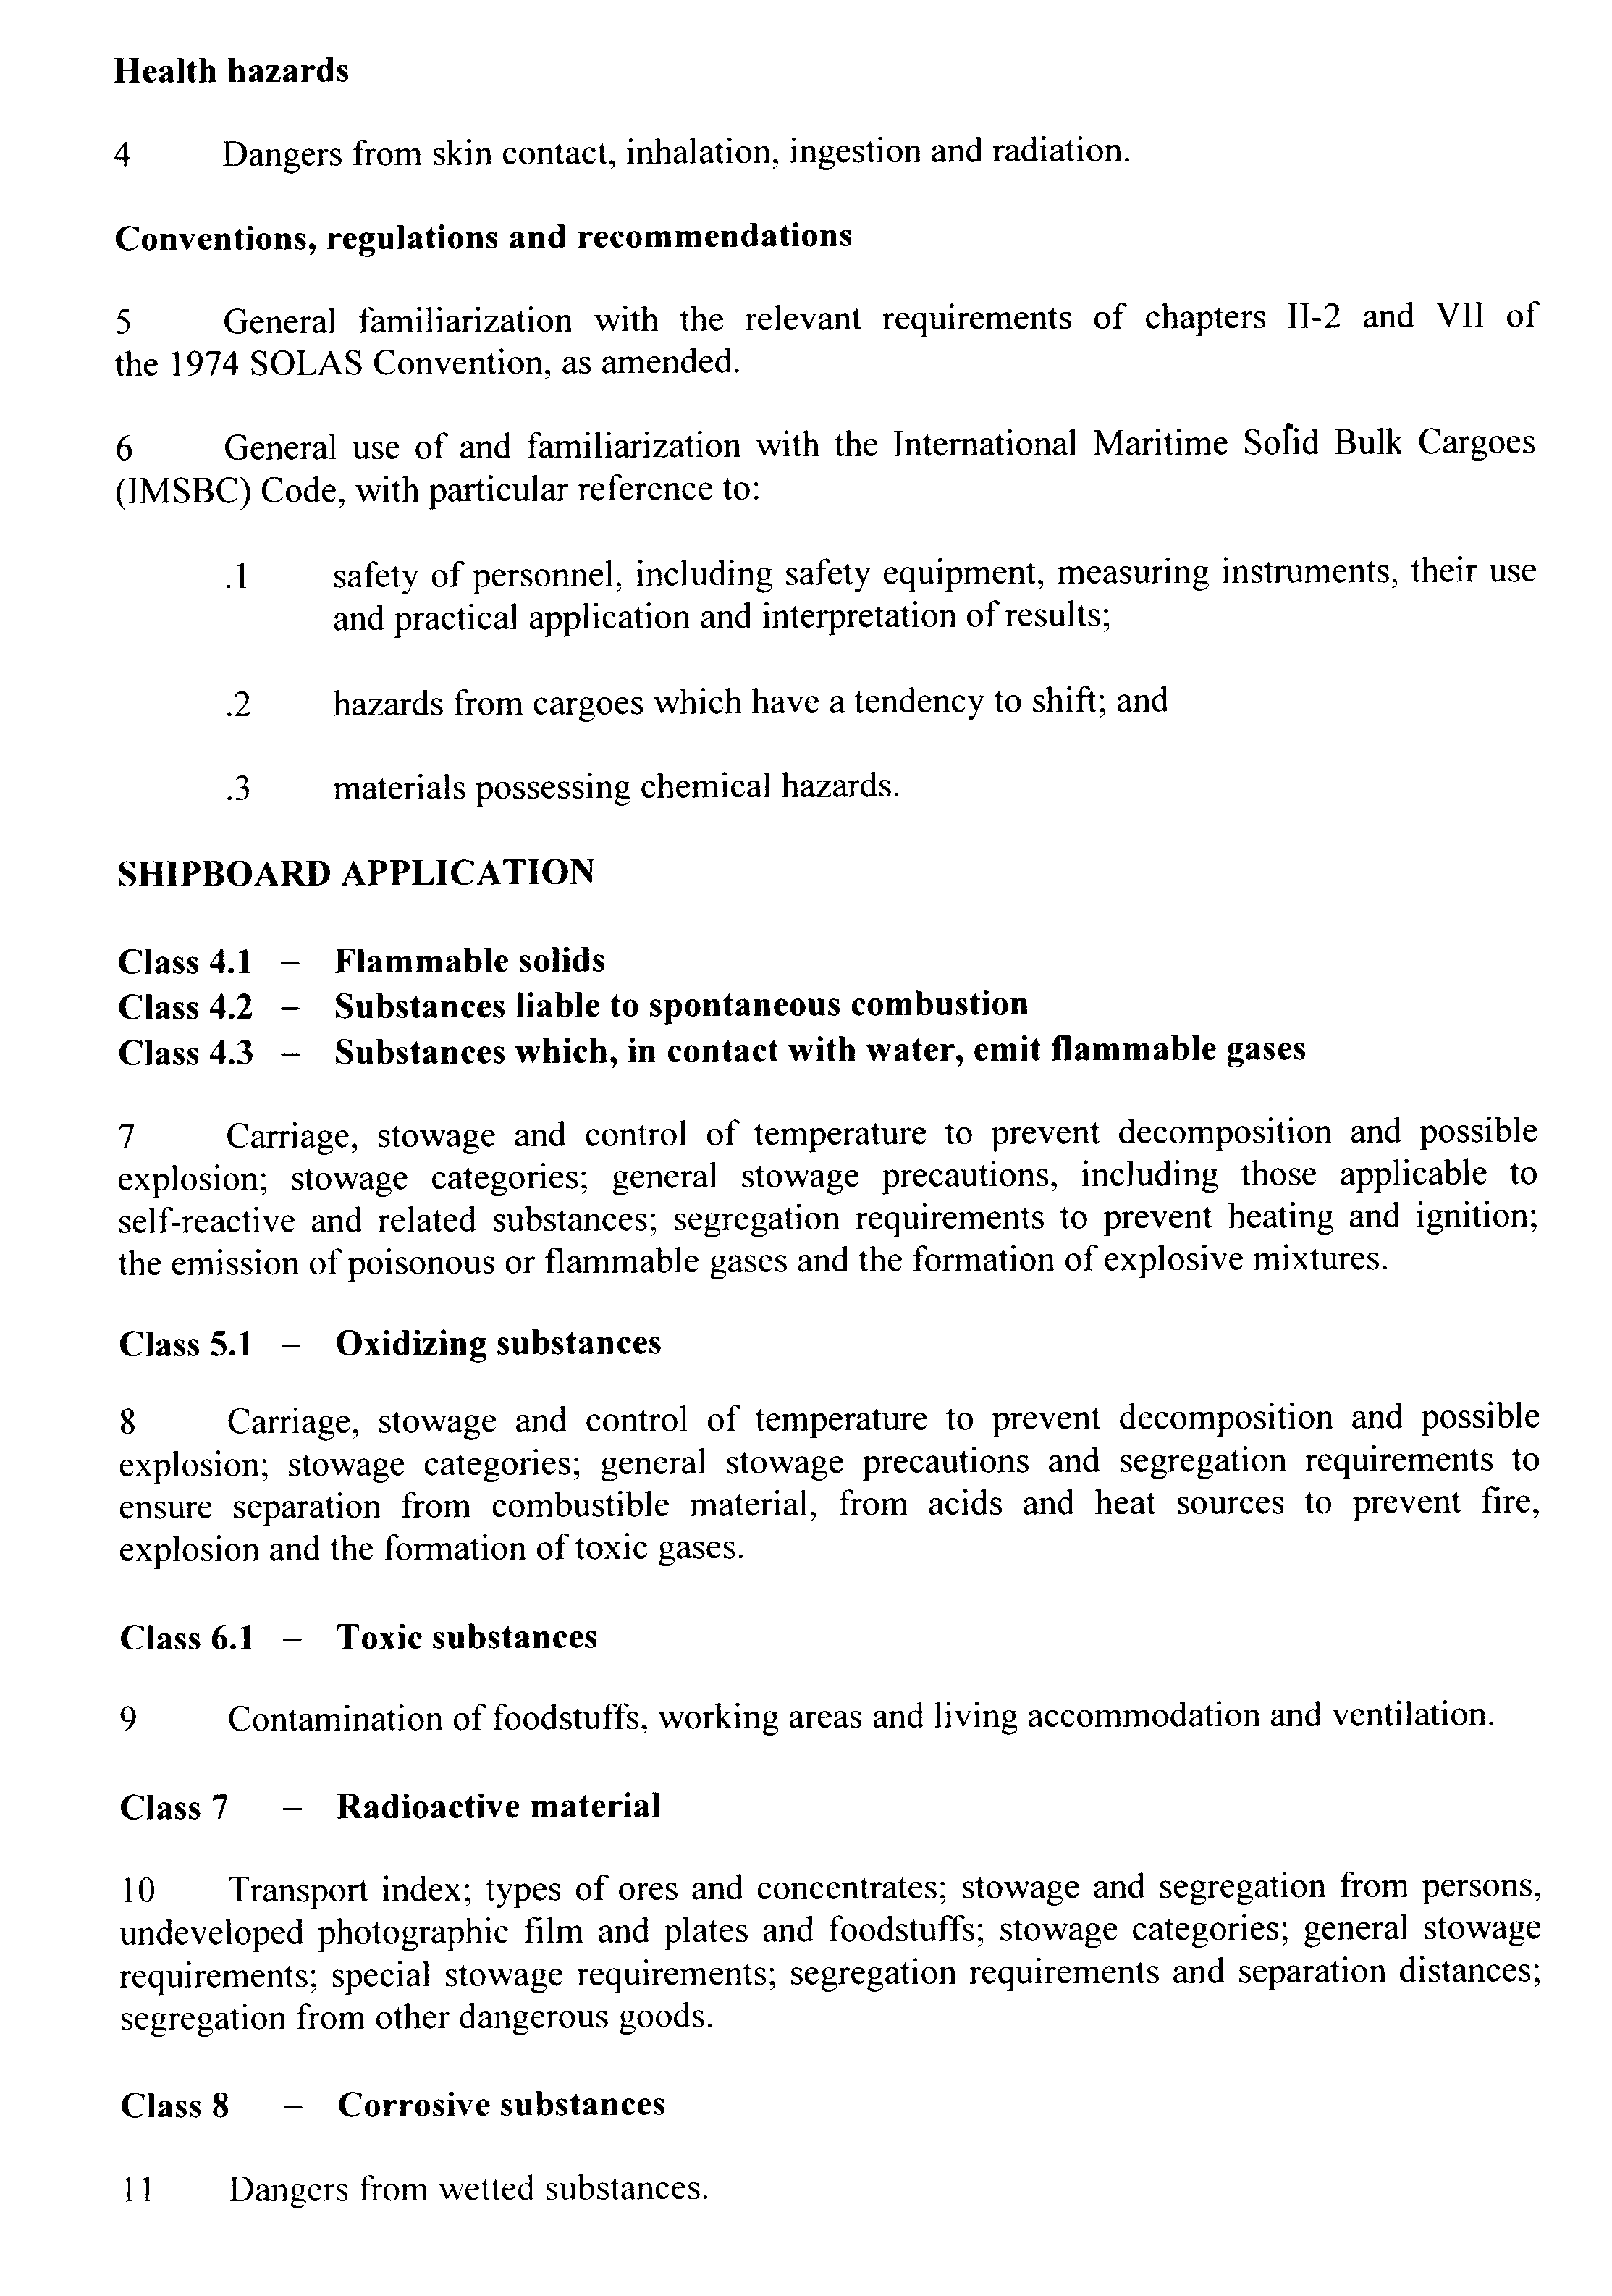 Health hazards
4 Dangers from skin contact, inhalation, ingestion and radiation.
Conventions, regulations and recommendations
5 General familiarization with the relevant requirements of chapters II-2 and VII of
the 1974 SOLAS Convention, as amended.
6 General use of and familiarization with the International Maritime Solid Bulk Cargoes
(IMSBC) Code, with particular reference to:
.1 safety of personnel, including safety equipment, measuring instruments, their use
and practical application and interpretation of results;
.2 hazards from cargoes which have a tendency to shift; and
.3 materials possessing chemical hazards.
SHIPBOARD APPLICATION
Class 4.1 – Flammable solids
Class 4.2 – Substances liable to spontaneous combustion
Class 4.3 – Substances which, in contact with water, emit flammable gases
7 Carriage, stowage and control of temperature to prevent decomposition and possible
explosion; stowage categories; general stowage precautions, including those applicable to
self-reactive and related substances; segregation requirements to prevent heating and ignition;
the emission of poisonous or flammable gases and the formation of explosive mixtures.
Class 5.1 – Oxidizing substances
8 Carriage, stowage and control of temperature to prevent decomposition and possible
explosion; stowage categories; general stowage precautions and segregation requirements to
ensure separation from combustible material, from acids and heat sources to prevent fire,
explosion and the formation of toxic gases.
Class 6.1 – Toxic substances
9 Contamination of foodstuffs, working areas and living accommodation and ventilation.
Class 7 – Radioactive material
10 Transport index; types of ores and concentrates; stowage and segregation from persons,
undeveloped photographic film and plates and foodstuffs; stowage categories; general stowage
requirements; special stowage requirements; segregation requirements and separation distances;
segregation from other dangerous goods.
Class 8 – Corrosive substances
11 Dangers from wetted substances.